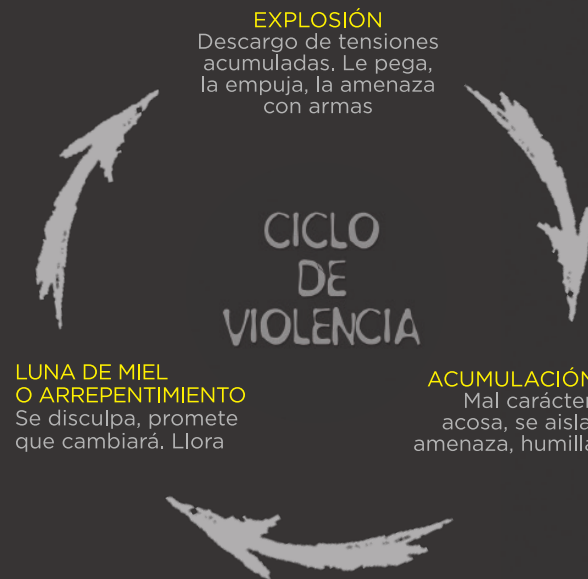 EXPLOSIÓN
Descargo de tensiones
acumuladas. Le pega,
la empuja, la amenaza
con armas
CICLO
DE
VIOLENCIA
LUNA DE MIEL
O ARREPENTIMIENTO
Se disculpa, promete
que cambiará. Llora
ACUMULACIÓN
Mal carácter
acosa, se aisla
amenaza, humilla